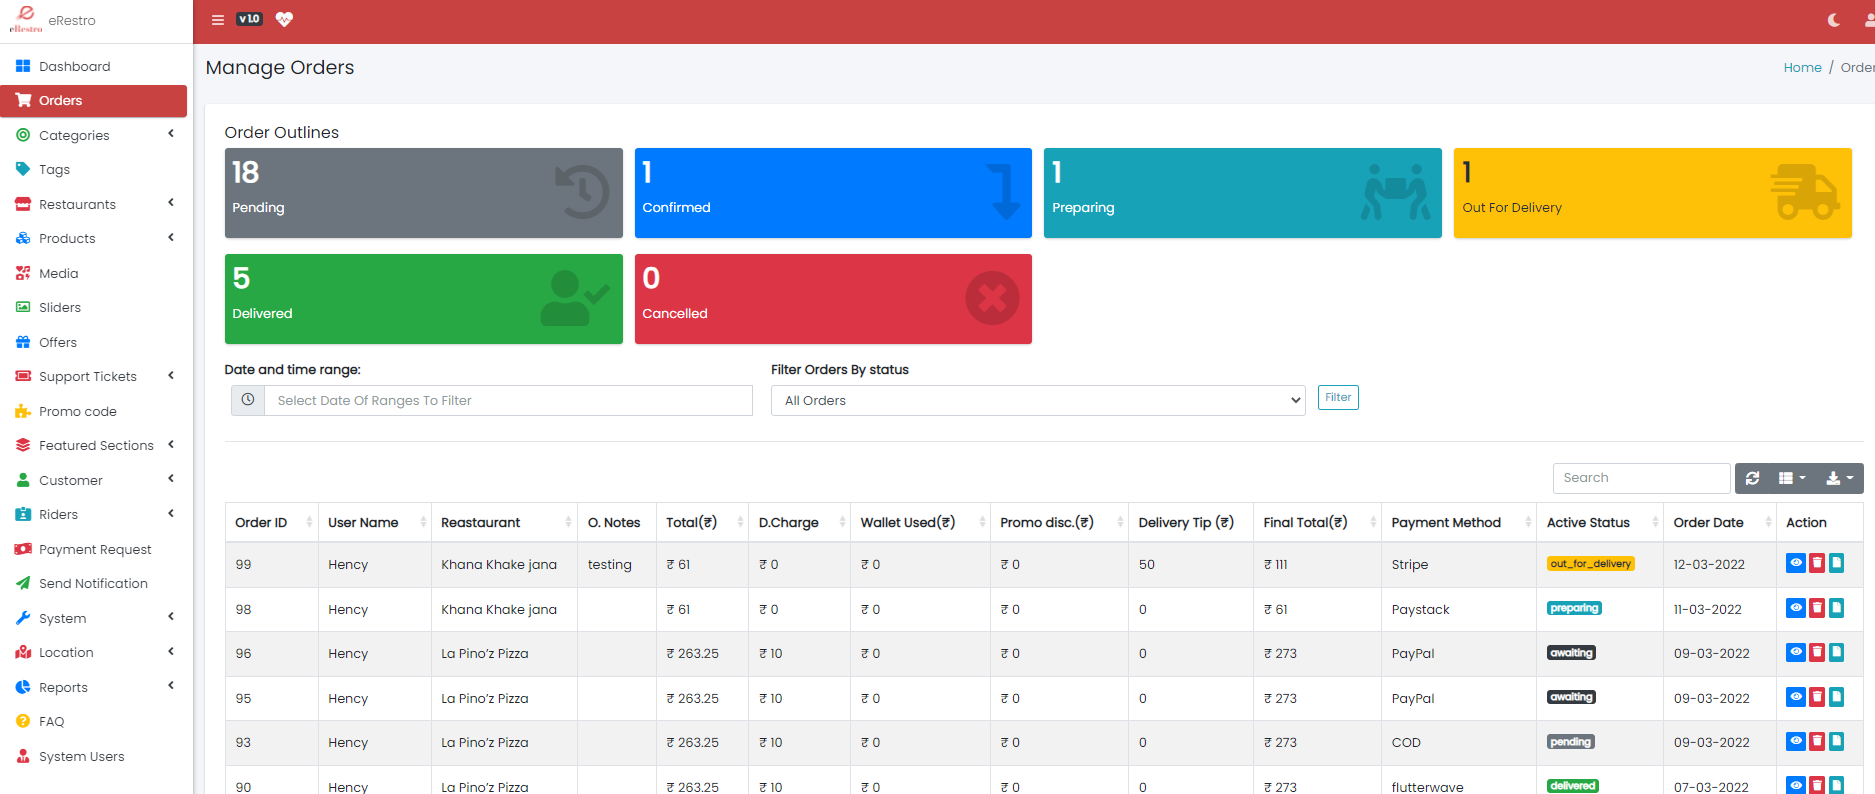 eRestro eRestro
v 1.0
Dashboard
Orders
Categories
Tags
Restaurants
Products
Media
Sliders
Offers
Support Tickets
Promo code
Featured Sections
Customer
Riders
Payment Request
Send Notification
System
Location
Reports
FAQ
System Users
Manage Orders
Home / Order
Order Outlines
18
Pending
1
Confirmed
1
Preparing
1
Out For Delivery
5
Delivered
0
Cancelled
Date and time range:
Select Date Of Ranges To Filter
Filter Orders By status
All Orders
Filter
Search
Order ID User Name Reastaurant O. Notes Total(₹) D.Charge Wallet Used(₹) Promo disc.(₹) Delivery Tip (₹) Final Total(₹) Payment Method Active Status Order Date Action
99 Hency Khana Khake jana testing ₹ 61 ₹ 0 ₹ 0 ₹ 0 50 ₹ 111 Stripe out_for_delivery 12-03-2022
98 Hency Khana Khake jana ₹ 61 ₹ 0 ₹ 0 ₹ 0 0 ₹ 61 Paystack preparing 11-03-2022
96 Hency La Pino’z Pizza ₹ 263.25 ₹ 10 ₹ 0 ₹ 0 0 ₹ 273 PayPal awaiting 09-03-2022
95 Hency La Pino’z Pizza ₹ 263.25 ₹ 10 ₹ 0 ₹ 0 0 ₹ 273 PayPal awaiting 09-03-2022
93 Hency La Pino’z Pizza ₹ 263.25 ₹ 10 ₹ 0 ₹ 0 0 ₹ 273 COD pending 09-03-2022
90 Hency La Pino’z Pizza ₹ 263.25 ₹ 10 ₹ 0 ₹ 0 0 ₹ 273 flutterwave delivered 07-03-2022